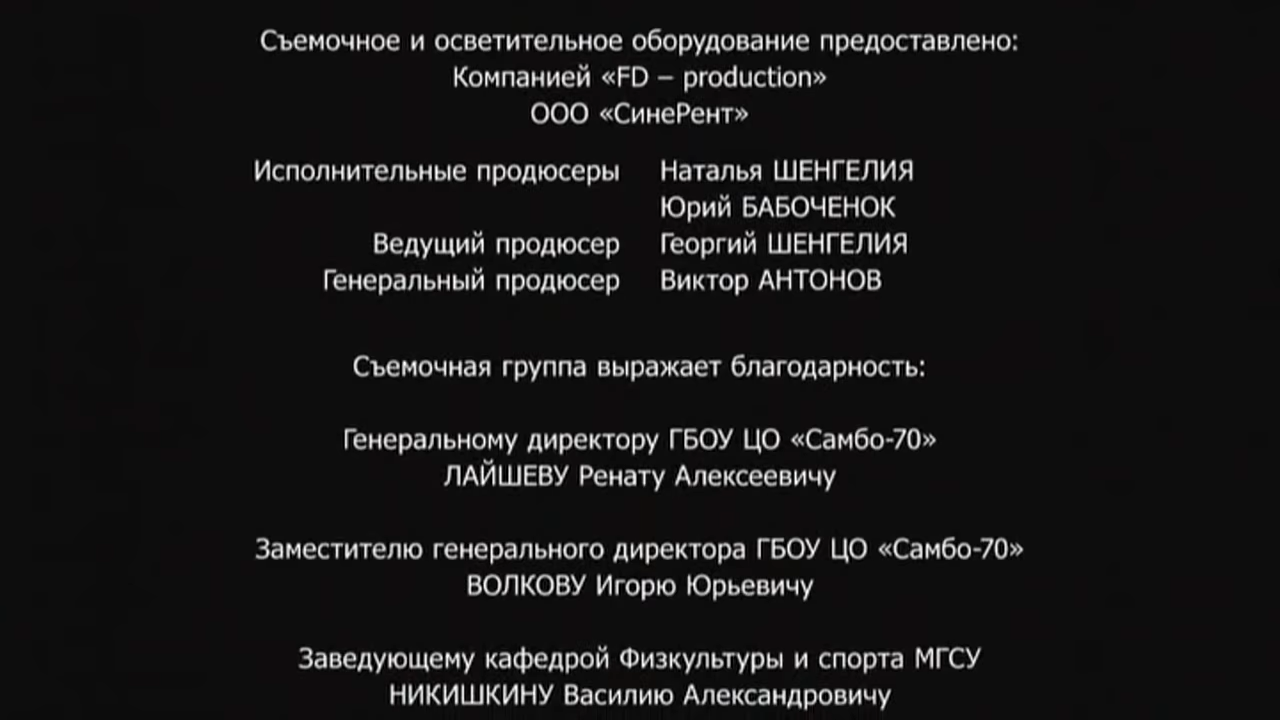 Съемочное и осветительное оборудование предоставлено:
Компанией «FD – production»
ООО «СинеРент»
Исполнительные продюсеры Наталья ШЕНГЕЛИЯ
Юрий БАБОЧЕНОК
Ведущий продюсер Георгий ШЕНГЕЛИЯ
Генеральный продюсер Виктор АНТОНОВ
Съемочная группа выражает благодарность:
Генеральному директору ГБОУ ЦО «Самбо-70»
ЛАЙШЕВУ Ренату Алексеевичу
Заместителю генерального директора ГБОУ ЦО «Самбо-70»
ВОЛКОВУ Игорю Юрьевичу
Заведующему кафедрой Физкультуры и спорта МГСУ
НИКИШКИНУ Василию Александровичу